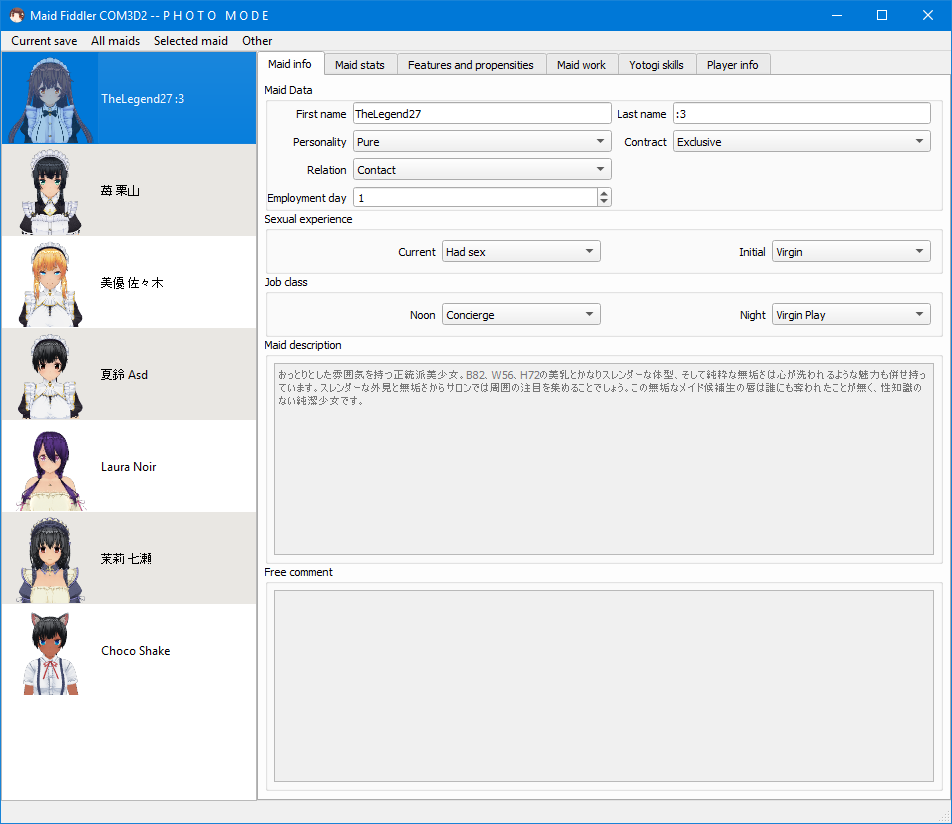 Maid Fiddler COM3D2 -- P H O T O   M O D E
Current save All maids Selected maid Other
TheLegend27 :3
苺 栗山
美優 佐々木
夏鈴 Asd
Laura Noir
茉莉 七瀬
Choco Shake
Maid info Maid stats Features and propensities Maid work Yotogi skills Player info
Maid Data
First name TheLegend27 Last name :3
Personality Pure Contract Exclusive
Relation Contact
Employment day 1
Sexual experience
Current Had sex Initial Virgin
Job class
Noon Concierge Night Virgin Play
Maid description
おっとりとした雰囲気を持つ正統派美少女。B82、W56、H72の美乳とかなりスレンダーな体型、そして純粋な無垢さは心が洗われるような魅力も併せ持っ
ています。スレンダーな外見と無垢さからサロンでは周囲の注目を集めることでしょう。この無垢なメイド候補生の唇は誰にも奪われたことが無く、性知識の
ない純潔少女です。
Free comment